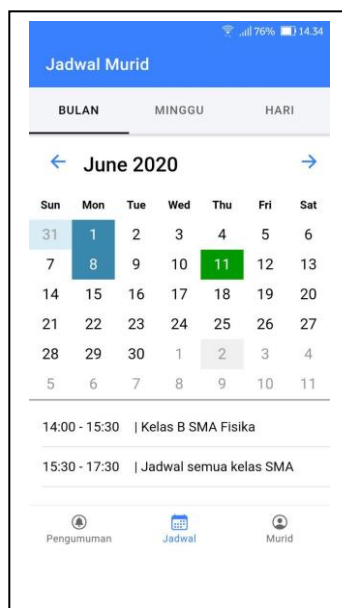 76% 14.34
Jadwal Murid
BULAN MINGGU HARI
← June 2020 →
Sun Mon Tue Wed Thu Fri Sat
31 1 2 3 4 5 6
7 8 9 10 11 12 13
14 15 16 17 18 19 20
21 22 23 24 25 26 27
28 29 30 1 2 3 4
5 6 7 8 9 10 11
14:00 - 15:30 | Kelas B SMA Fisika
15:30 - 17:30 | Jadwal semua kelas SMA
Pengumuman Jadwal Murid